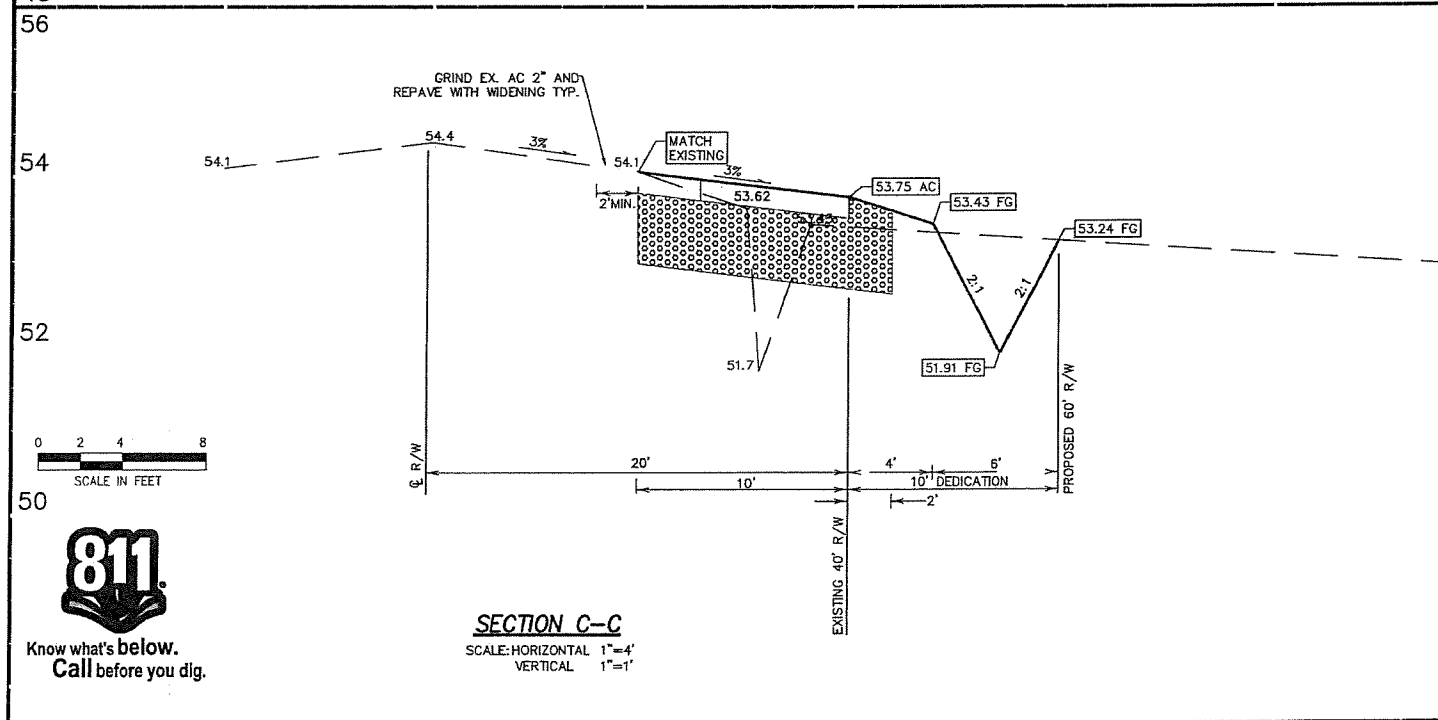 56
GRIND EX. AC 2" AND
REPAVE WITH WIDENING TYP.
54
54.1
54.4
3%
54.1
MATCH
EXISTING
3%
2'MIN.
53.62
53.75 AC
53.43 FG
53.24 FG
2:1
2:1
52
51.7
51.91 FG
0 2 4 8
SCALE IN FEET
℄ R/W
20'
4'
6'
10'
10' DEDICATION
2'
EXISTING 40' R/W
PROPOSED 60' R/W
50
811
Know what's below.
Call before you dig.
SECTION C-C
SCALE: HORIZONTAL 1"=4'
VERTICAL 1"=1'